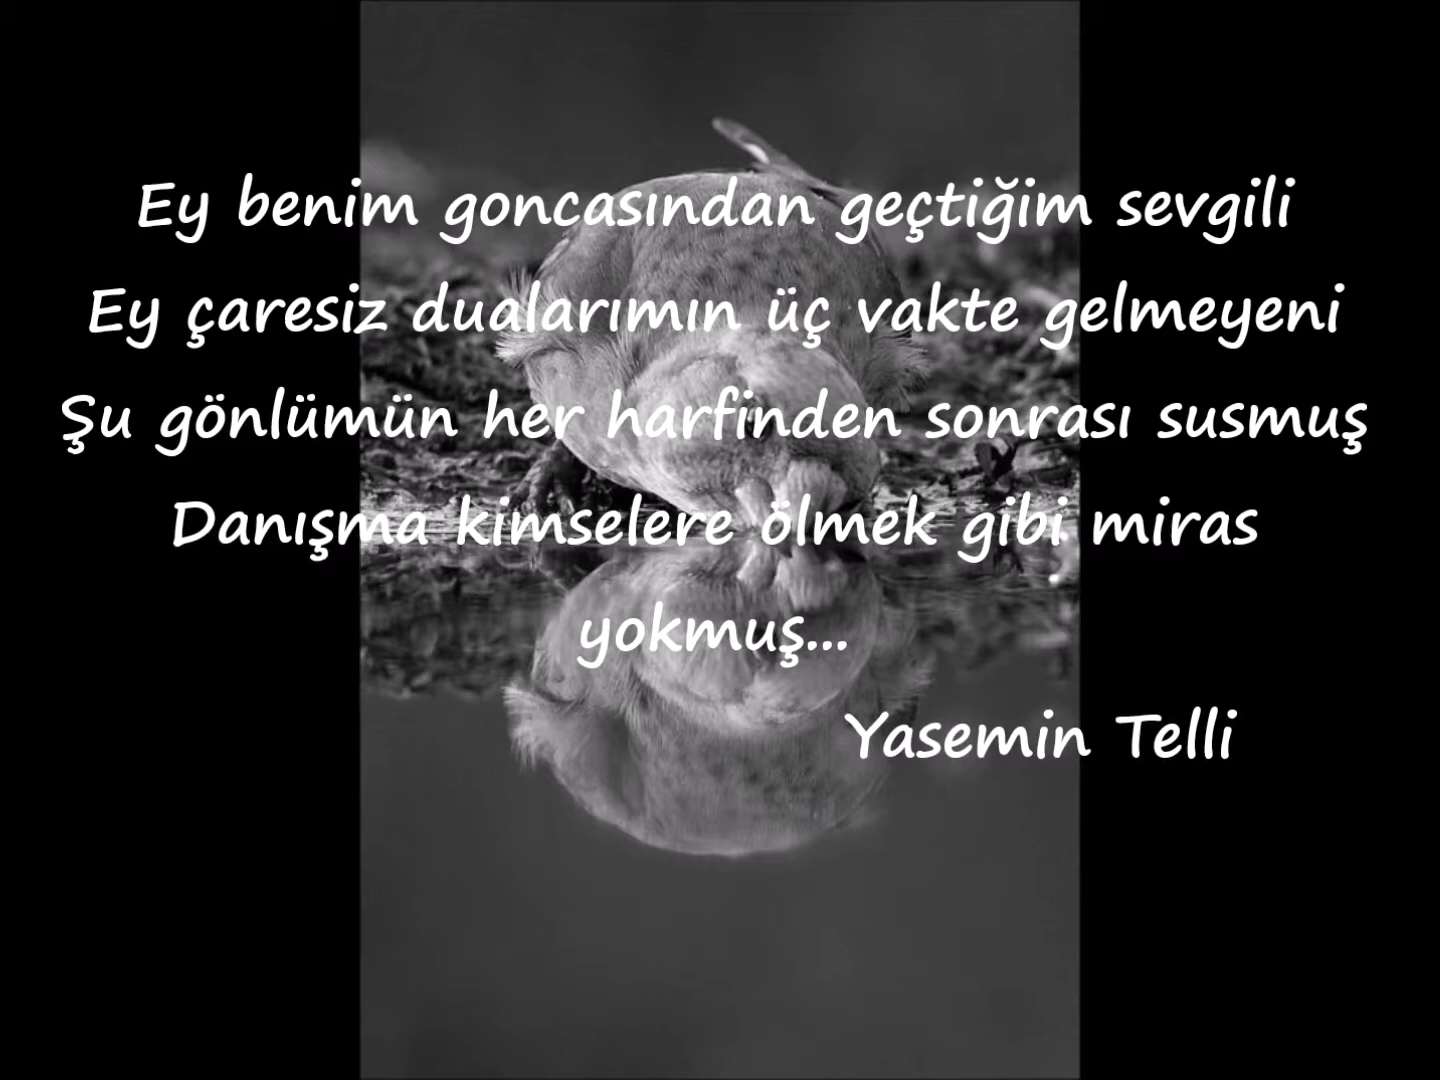 Ey benim goncasından geçtiğim sevgili
Ey çaresiz dualarımın üç vakte gelmeyeni
Şu gönlümün her harfinden sonrası susmuş
Danışma kimselere ölmek gibi miras
yokmuş...
Yasemin Telli